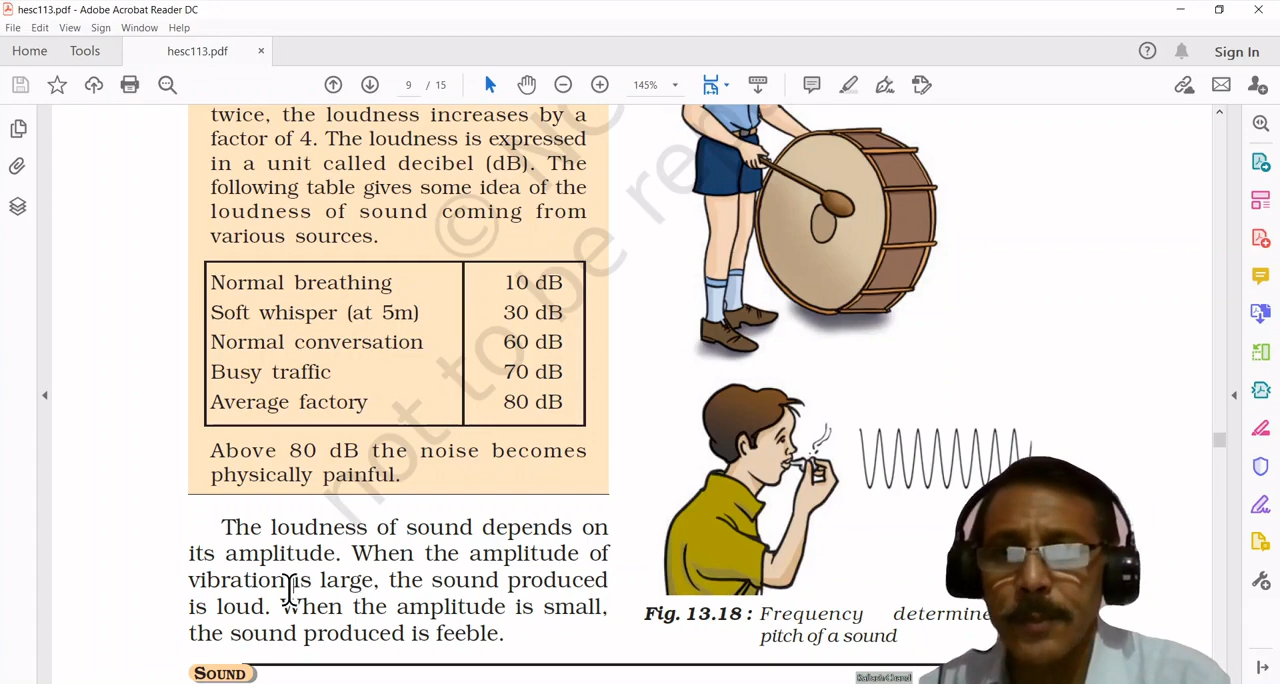 hesc113.pdf - Adobe Acrobat Reader DC
File Edit View Sign Window Help
Home Tools hesc113.pdf × Sign In
9 / 15 145%
twice, the loudness increases by a
factor of 4. The loudness is expressed
in a unit called decibel (dB). The
following table gives some idea of the
loudness of sound coming from
various sources.
Normal breathing 10 dB
Soft whisper (at 5m) 30 dB
Normal conversation 60 dB
Busy traffic 70 dB
Average factory 80 dB
Above 80 dB the noise becomes
physically painful.
The loudness of sound depends on
its amplitude. When the amplitude of
vibration is large, the sound produced
is loud. When the amplitude is small,
the sound produced is feeble.
SOUND
Fig. 13.18 : Frequency determine
pitch of a sound
© N
not to be re